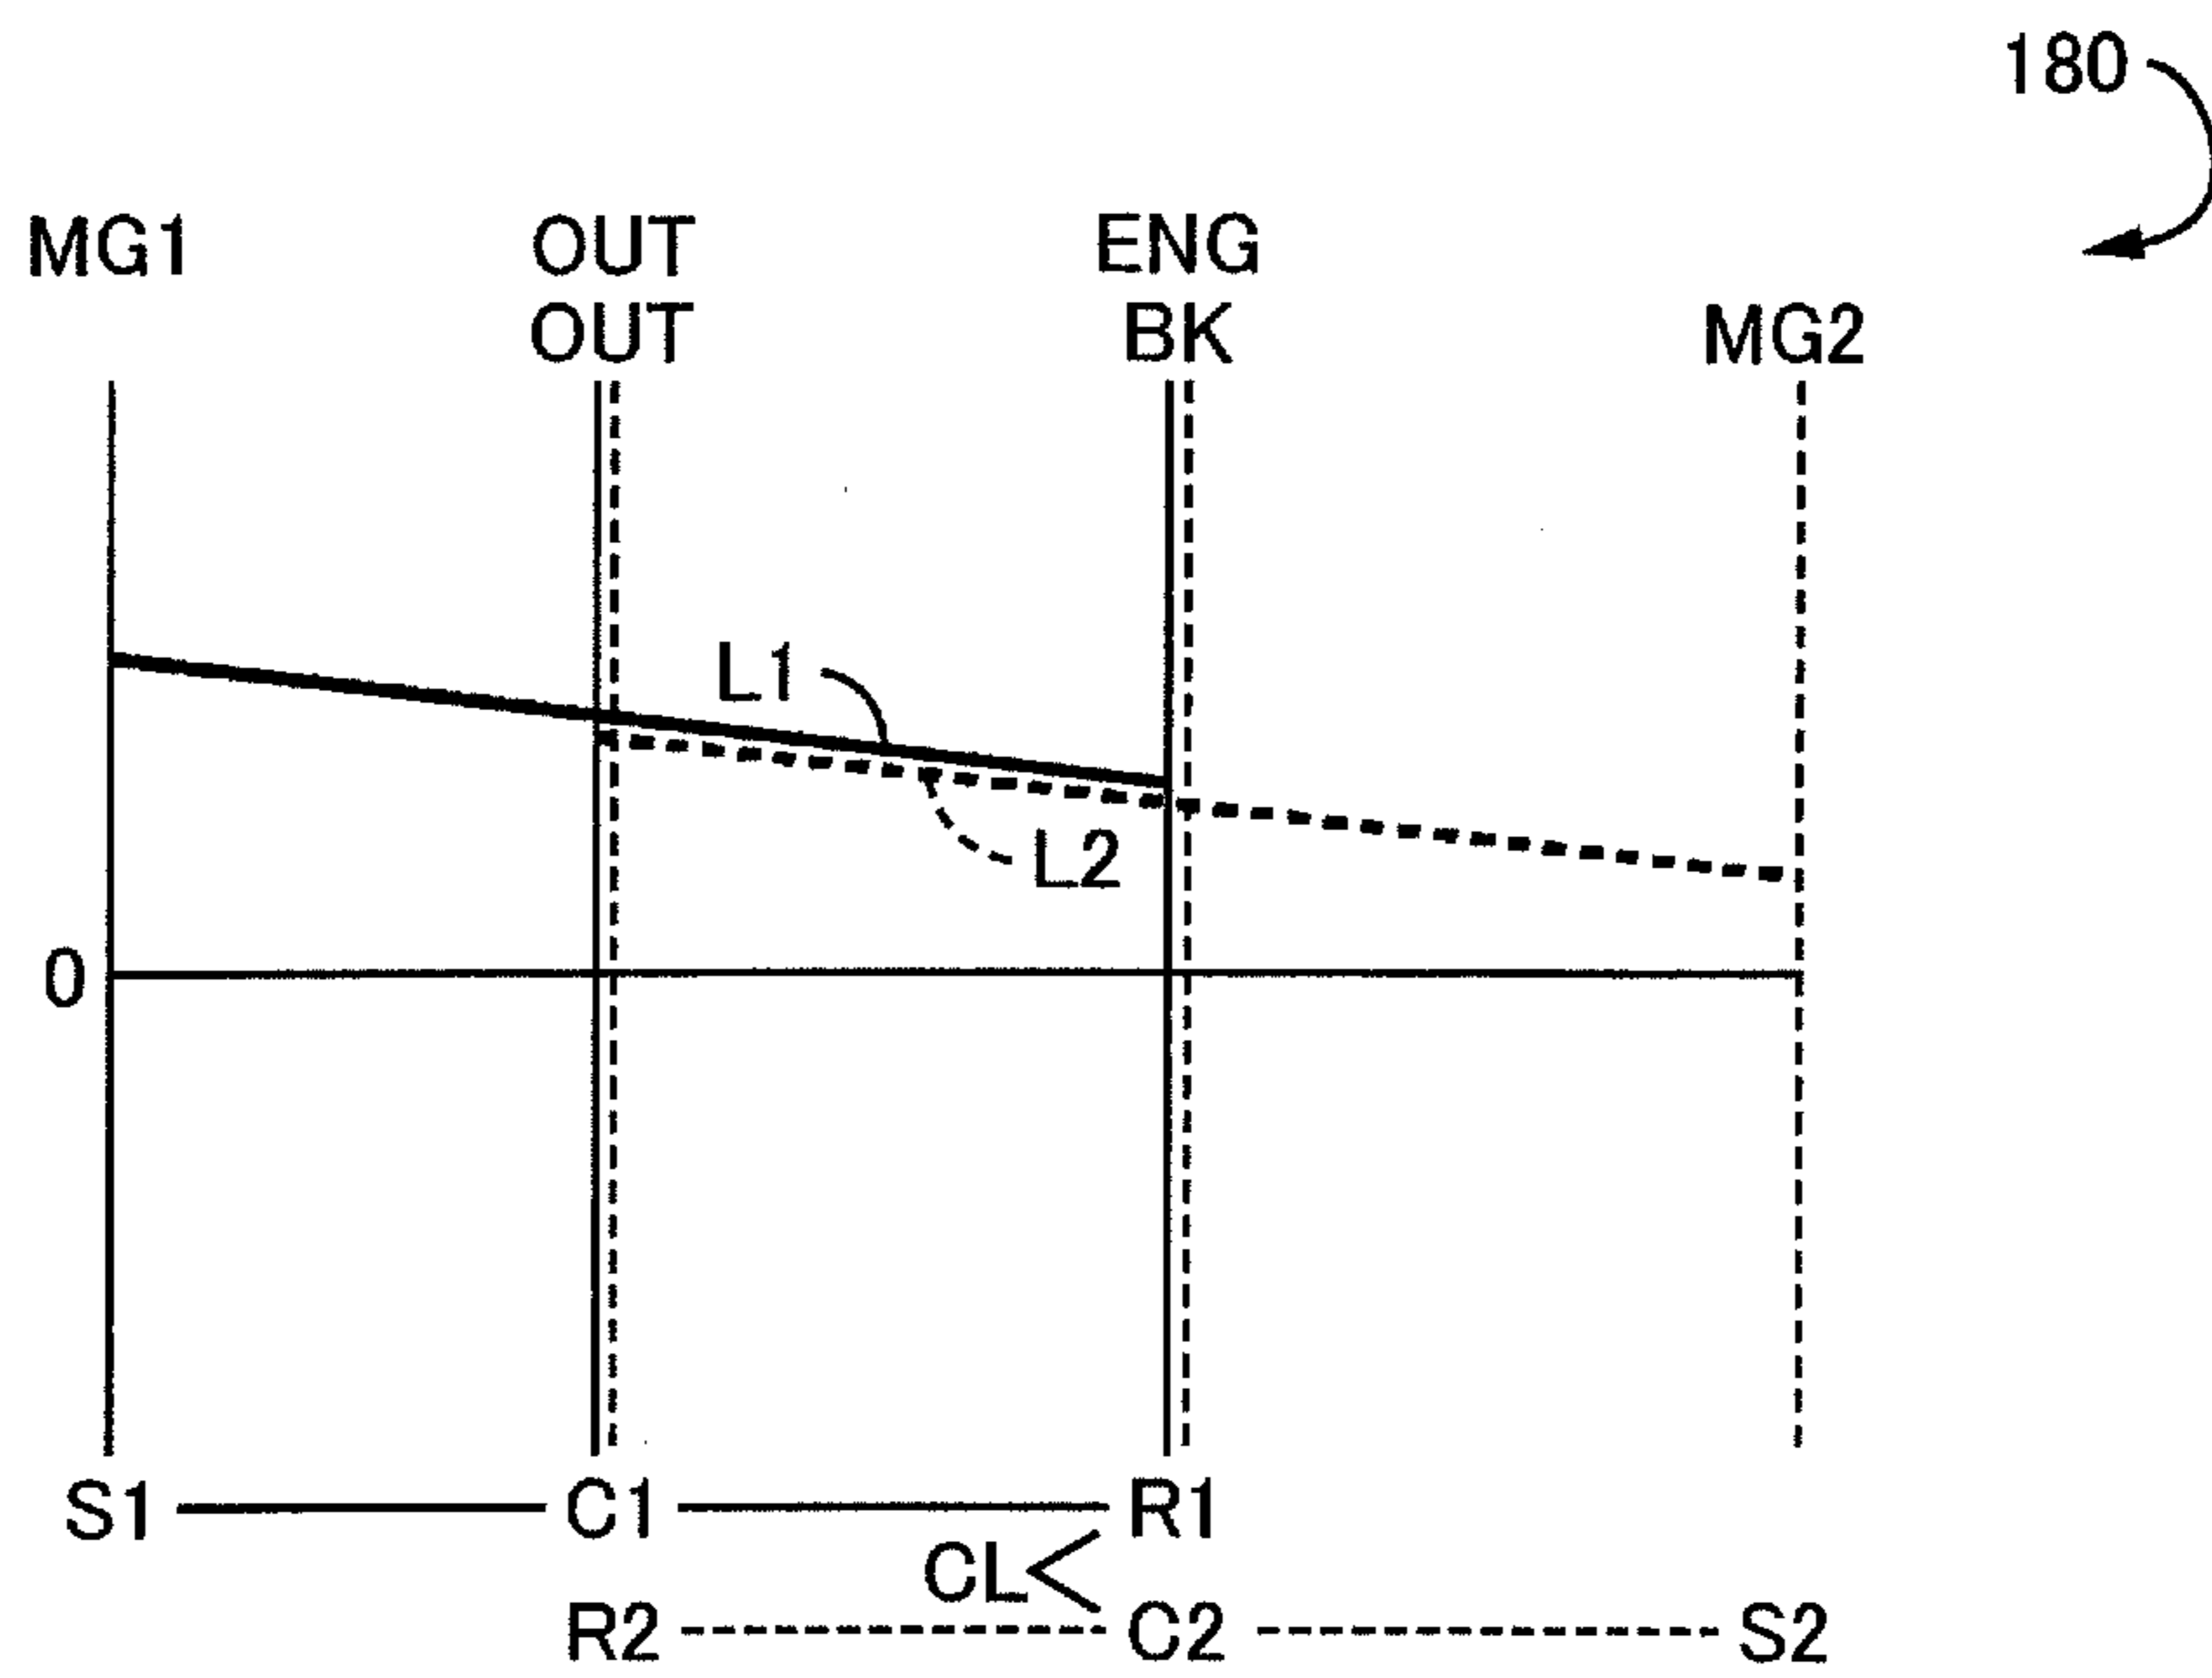 180
MG1 OUT ENG
OUT BK MG2
L1
L2
0
S1 C1 R1
CL
R2 C2 S2